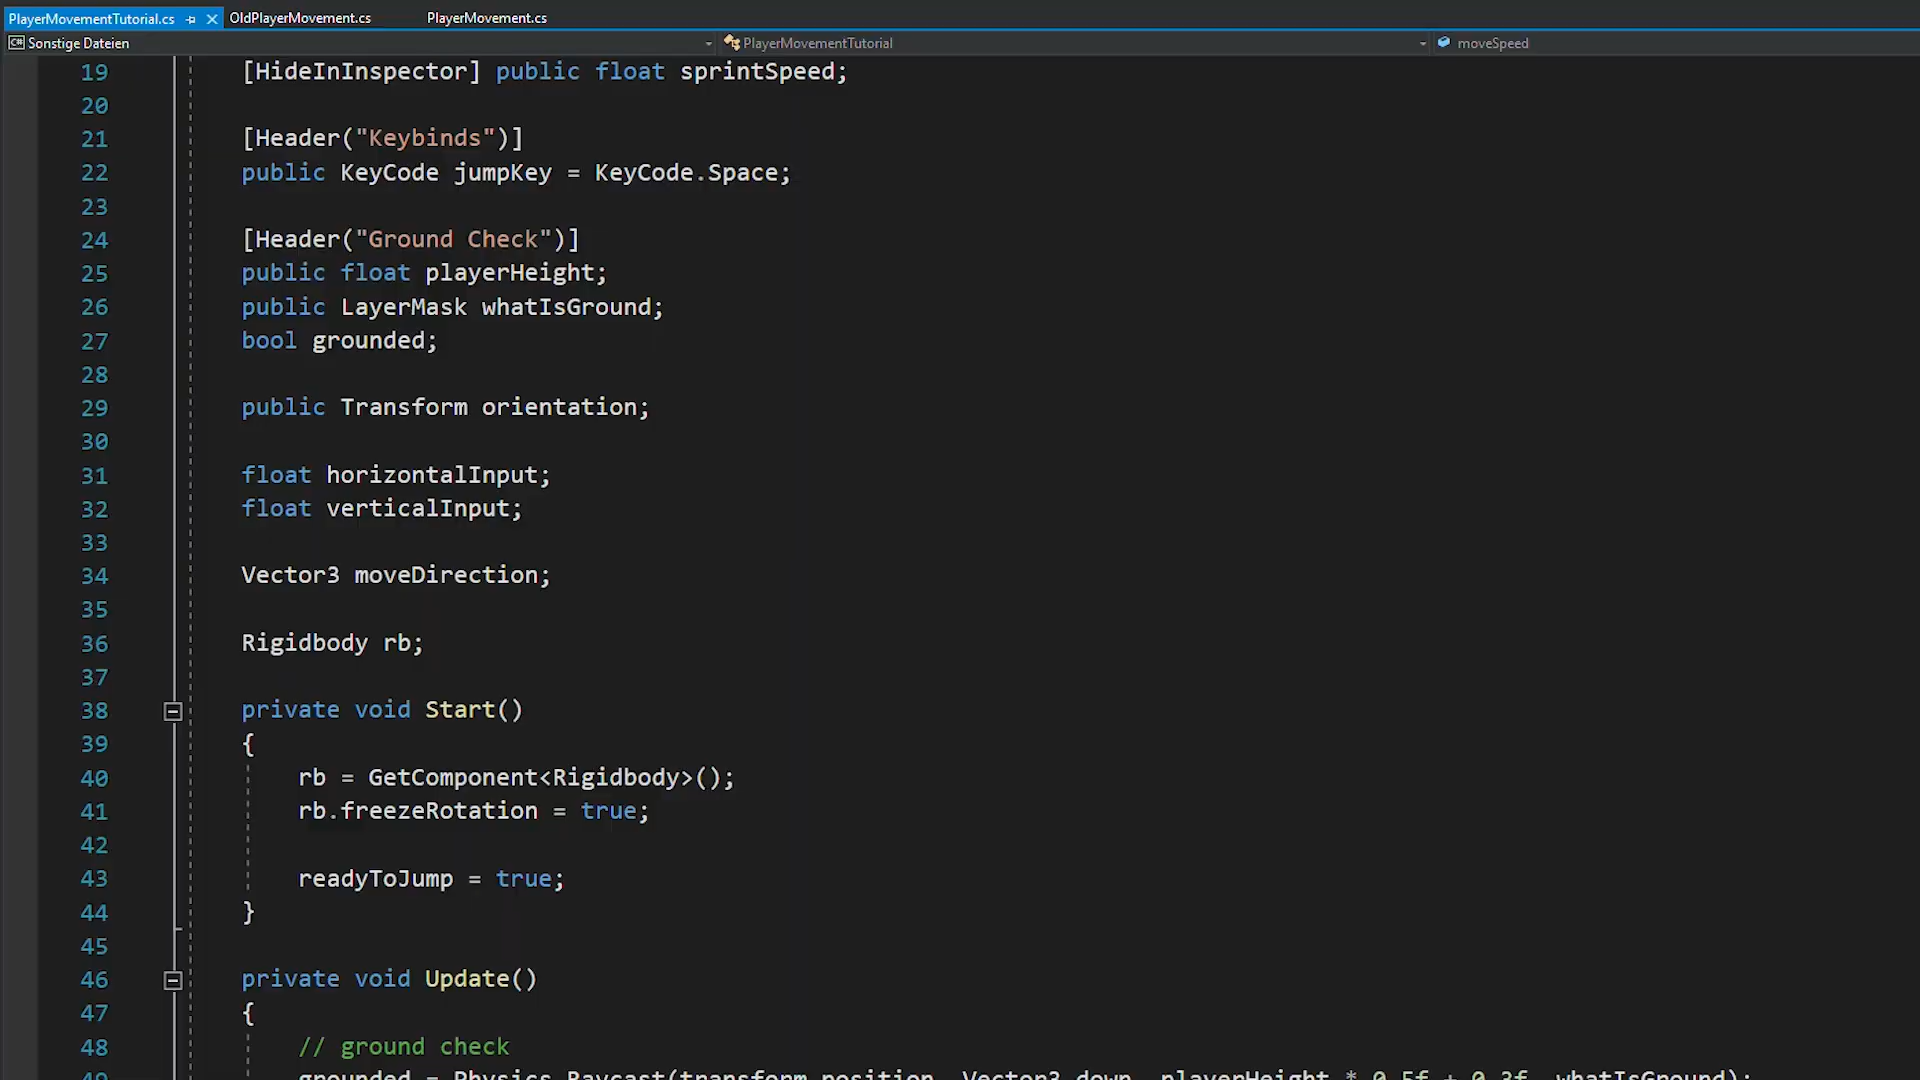 PlayerMovementTutorial.cs OldPlayerMovement.cs PlayerMovement.cs
C# Sonstige Dateien PlayerMovementTutorial moveSpeed
19 [HideInInspector] public float sprintSpeed;
20
21 [Header("Keybinds")]
22 public KeyCode jumpKey = KeyCode.Space;
23
24 [Header("Ground Check")]
25 public float playerHeight;
26 public LayerMask whatIsGround;
27 bool grounded;
28
29 public Transform orientation;
30
31 float horizontalInput;
32 float verticalInput;
33
34 Vector3 moveDirection;
35
36 Rigidbody rb;
37
38 private void Start()
39 {
40 rb = GetComponent<Rigidbody>();
41 rb.freezeRotation = true;
42
43 readyToJump = true;
44 }
45
46 private void Update()
47 {
48 // ground check
49 grounded = Physics.Raycast(transform.position, Vector3.down, playerHeight * 0.5f + 0.3f, whatIsGround);